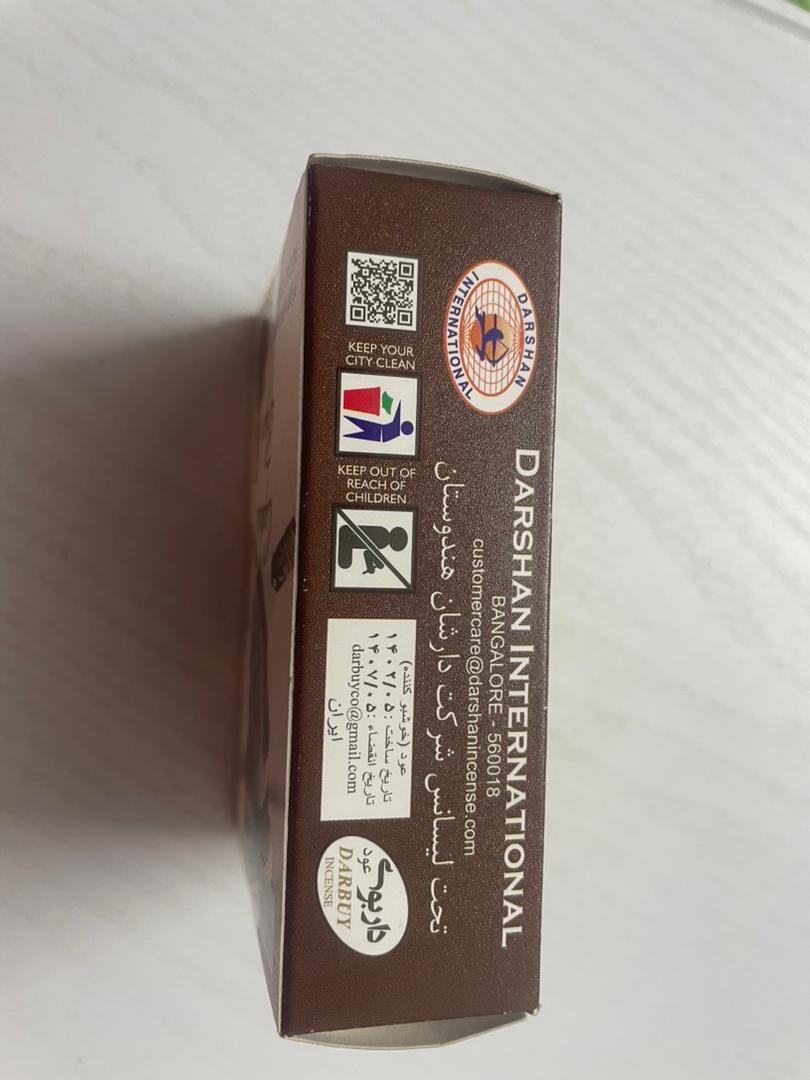 DARSHAN
INTERNATIONAL
DARSHAN INTERNATIONAL
BANGALORE - 560018
customercare@darshanincense.com
تحت لیسانس شرکت دارشان هندوستان
KEEP YOUR
CITY CLEAN
KEEP OUT OF
REACH OF
CHILDREN
عود (خوشبو کننده)
تاریخ ساخت : ۱۴۰۲/۰۵
تاریخ انقضاء : ۱۴۰۷/۰۵
darbuyco@gmail.com
ایران
داربوی
عود
DARBUY
INCENSE